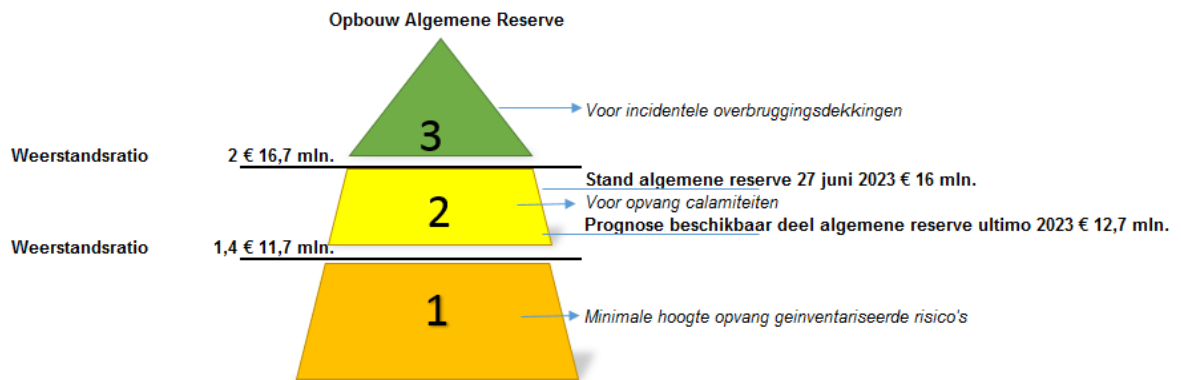 Opbouw Algemene Reserve
3
Voor incidentele overbruggingsdekkingen
Weerstandsratio 2 € 16,7 mln.
Stand algemene reserve 27 juni 2023 € 16 mln.
2
Voor opvang calamiteiten
Prognose beschikbaar deel algemene reserve ultimo 2023 € 12,7 mln.
Weerstandsratio 1,4 € 11,7 mln.
1
Minimale hoogte opvang geinventariseerde risico's